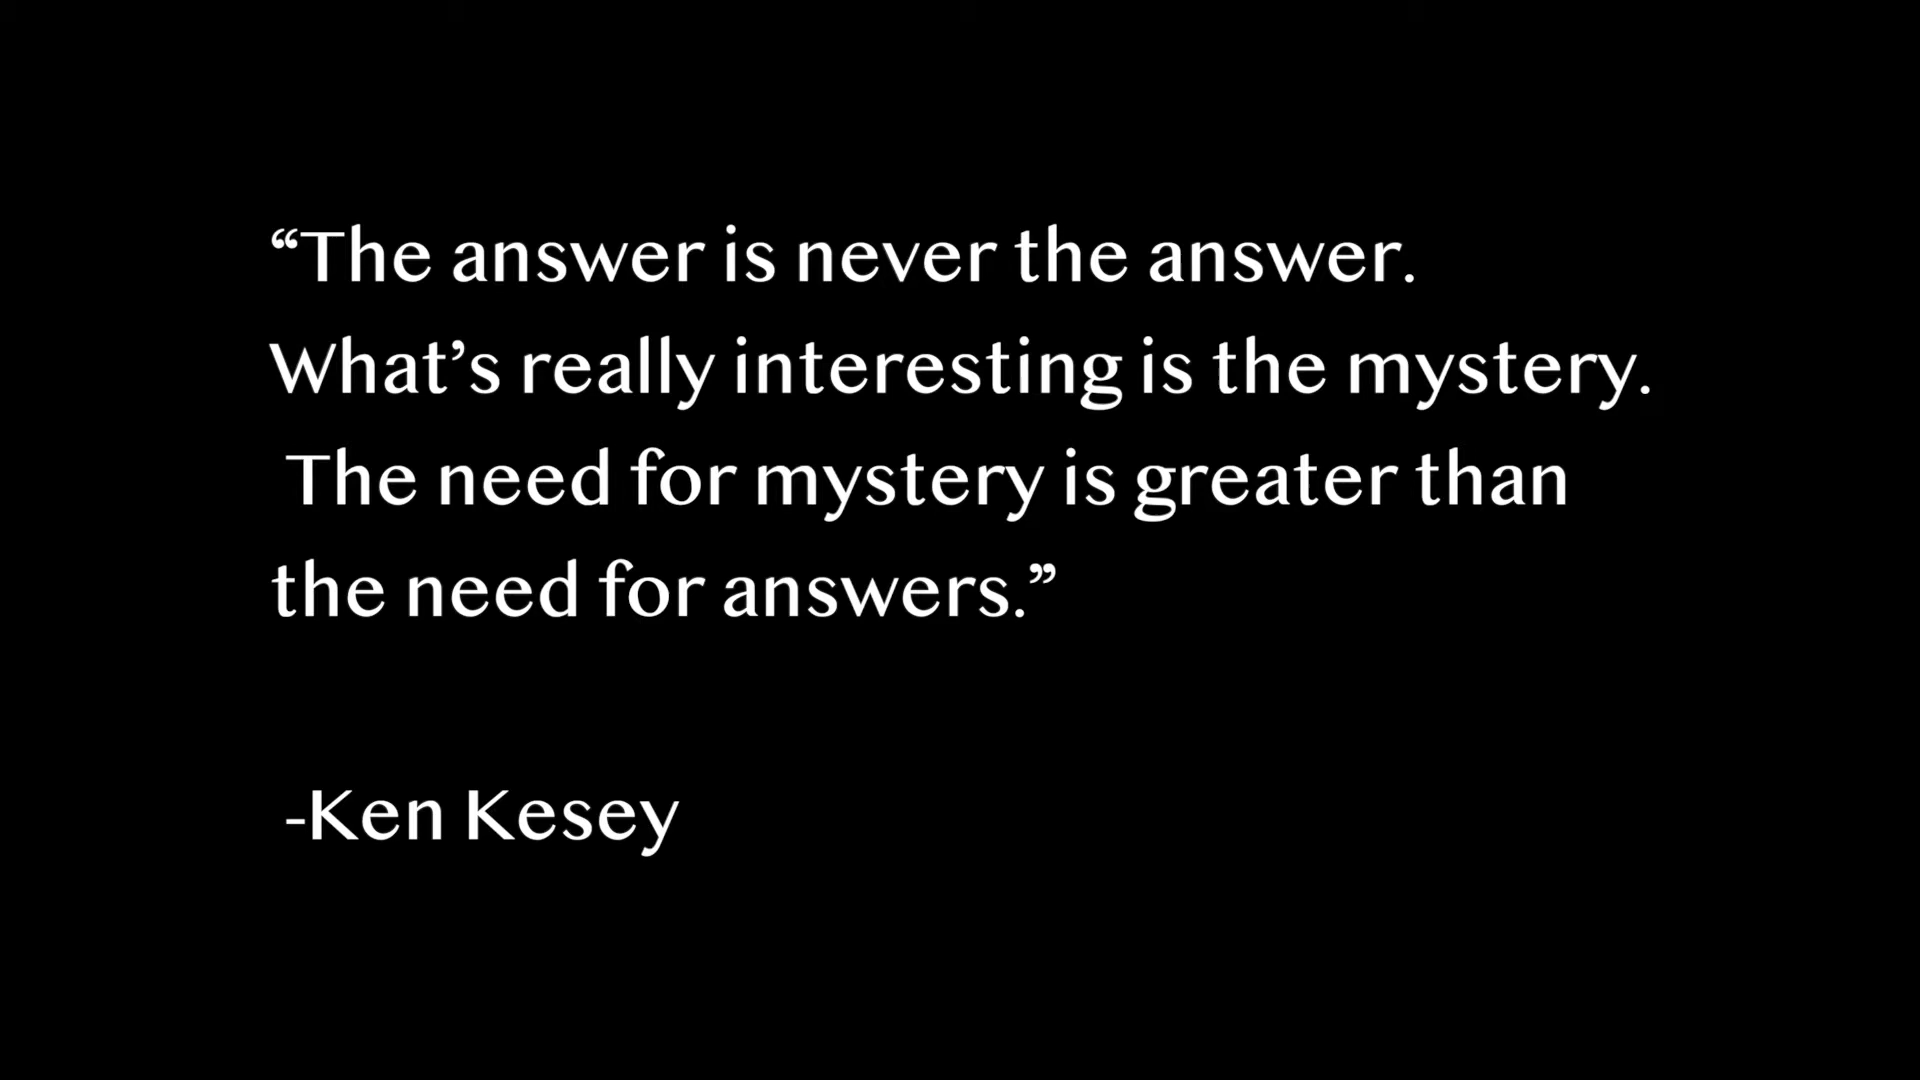 “The answer is never the answer.
What’s really interesting is the mystery.
The need for mystery is greater than
the need for answers.”
-Ken Kesey